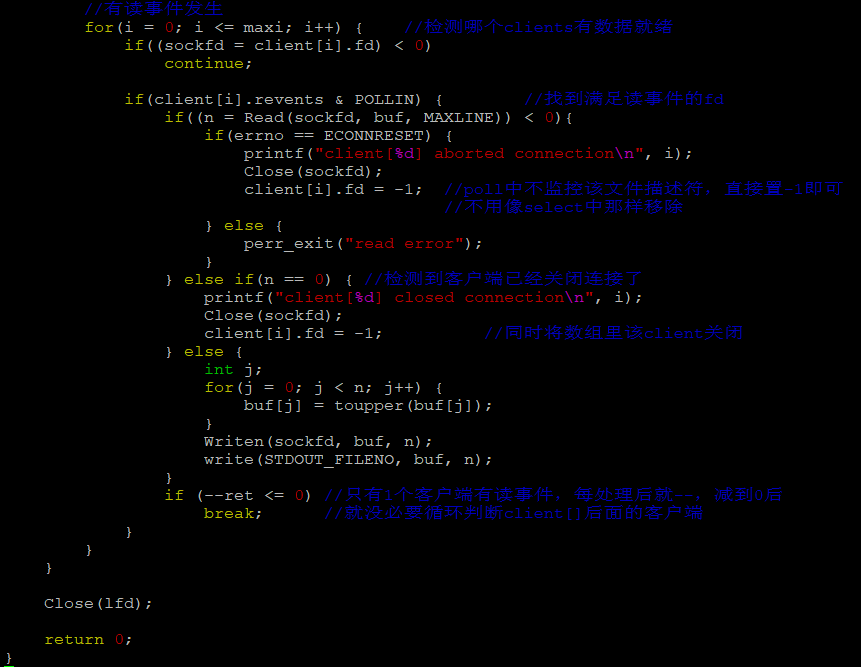 //有读事件发生
for(i = 0; i <= maxi; i++) {    //检测哪个clients有数据就绪
if((sockfd = client[i].fd) < 0)
continue;
if(client[i].revents & POLLIN) {        //找到满足读事件的fd
if((n = Read(sockfd, buf, MAXLINE)) < 0){
if(errno == ECONNRESET) {
printf("client[%d] aborted connection\n", i);
Close(sockfd);
client[i].fd = -1;  //poll中不监控该文件描述符，直接置-1即可
//不用像select中那样移除
} else {
perr_exit("read error");
}
} else if(n == 0) { //检测到客户端已经关闭连接了
printf("client[%d] closed connection\n", i);
Close(sockfd);
client[i].fd = -1;          //同时将数组里该client关闭
} else {
int j;
for(j = 0; j < n; j++) {
buf[j] = toupper(buf[j]);
}
Writen(sockfd, buf, n);
write(STDOUT_FILENO, buf, n);
}
if (--ret <= 0) //只有1个客户端有读事件，每处理后就--，减到0后
break;      //就没必要循环判断client[]后面的客户端
}
}
}
Close(lfd);
return 0;
}